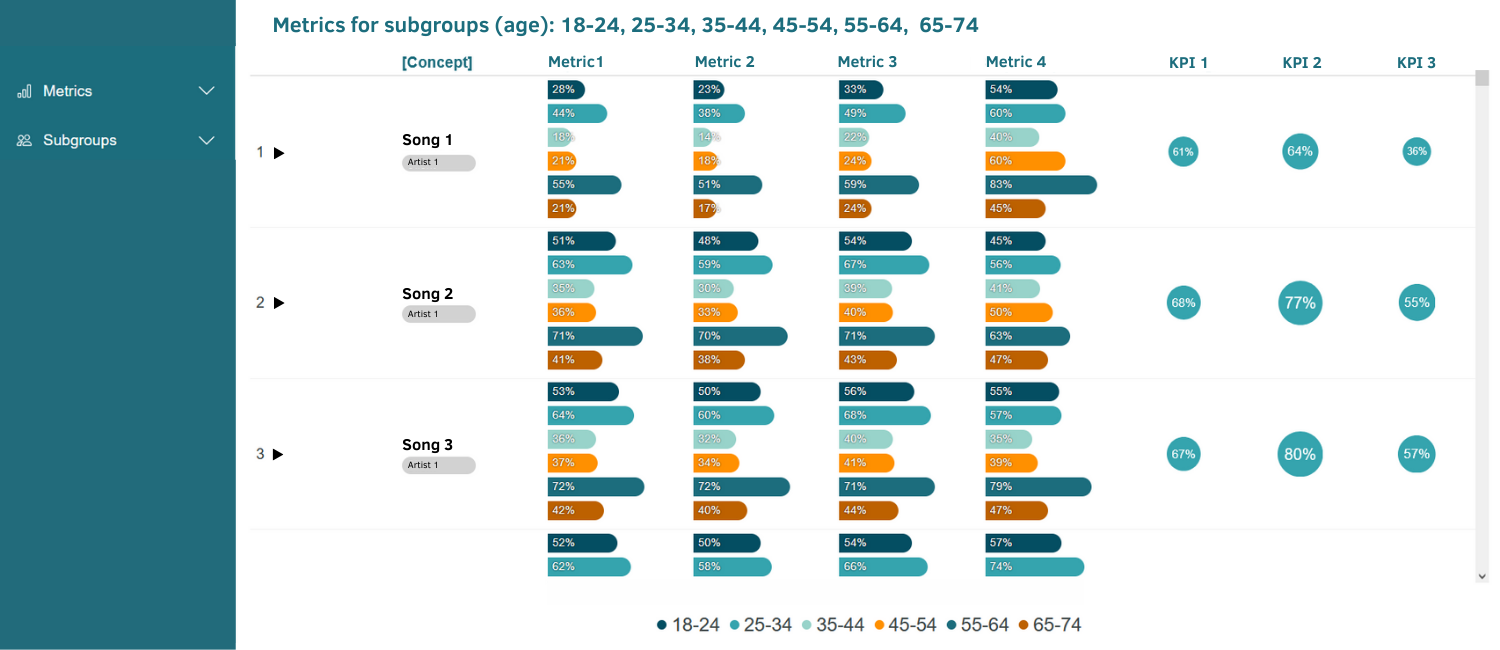 Metrics for subgroups (age): 18-24, 25-34, 35-44, 45-54, 55-64, 65-74
Metrics
Subgroups
[Concept] Metric1 Metric 2 Metric 3 Metric 4 KPI 1 KPI 2 KPI 3
28% 23% 33% 54%
44% 38% 49% 60%
18% 14% 22% 40%
Song 1
1 61% 64% 36%
Artist 1
21% 18% 24% 60%
55% 51% 59% 83%
21% 17% 24% 45%
51% 48% 54% 45%
63% 59% 67% 56%
35% 30% 39% 41%
Song 2
2 68% 77% 55%
Artist 1
36% 33% 40% 50%
71% 70% 71% 63%
41% 38% 43% 47%
53% 50% 56% 55%
64% 60% 68% 57%
36% 32% 40% 35%
Song 3
3 67% 80% 57%
Artist 1
37% 34% 41% 39%
72% 72% 71% 79%
42% 40% 44% 47%
52% 50% 54% 57%
62% 58% 66% 74%
18-24 25-34 35-44 45-54 55-64 65-74